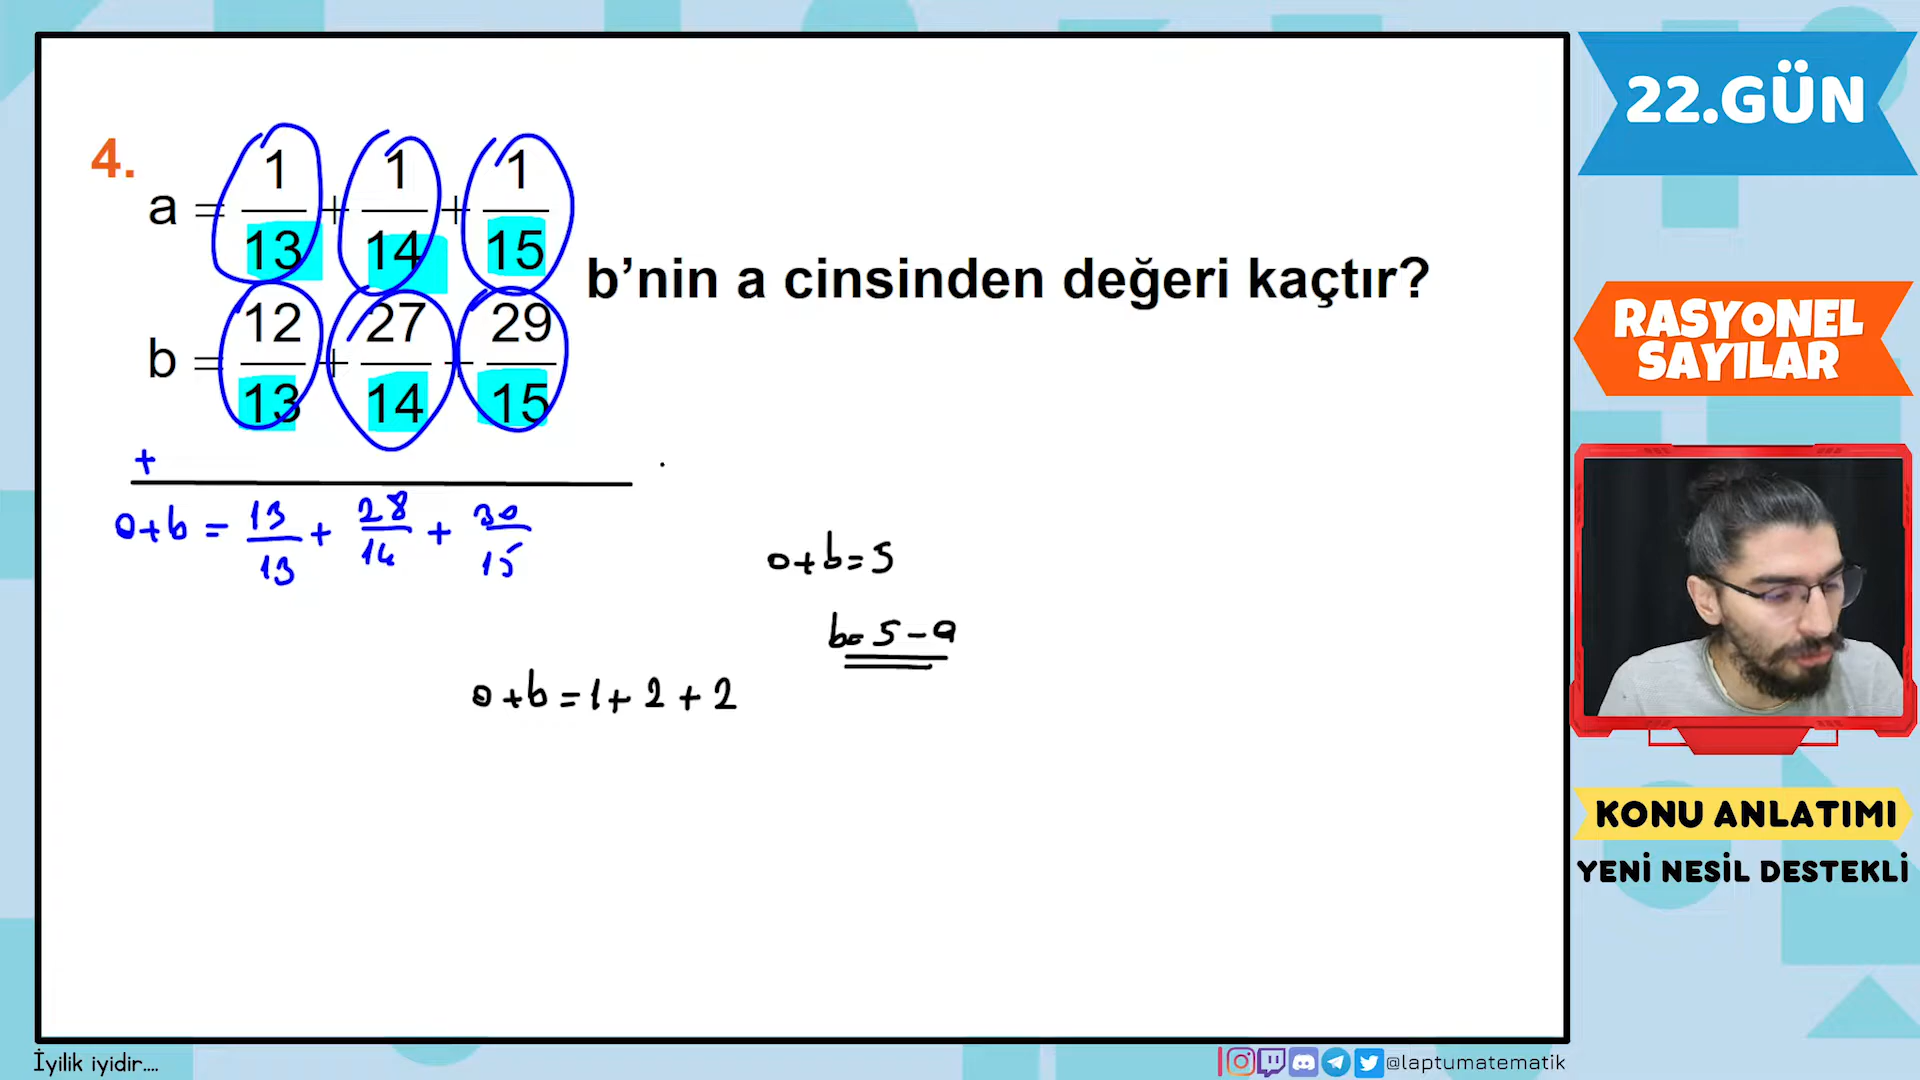 4.
a = 1/13 + 1/14 + 1/15
b'nin a cinsinden değeri kaçtır?
b = 12/13 + 27/14 + 29/15
+
a+b = 13/13 + 28/14 + 30/15
a+b=5
b=5-a
a+b=1+2+2
22.GÜN
RASYONEL
SAYILAR
KONU ANLATIMI
YENİ NESİL DESTEKLİ
İyilik iyidir....
@laptumatematik